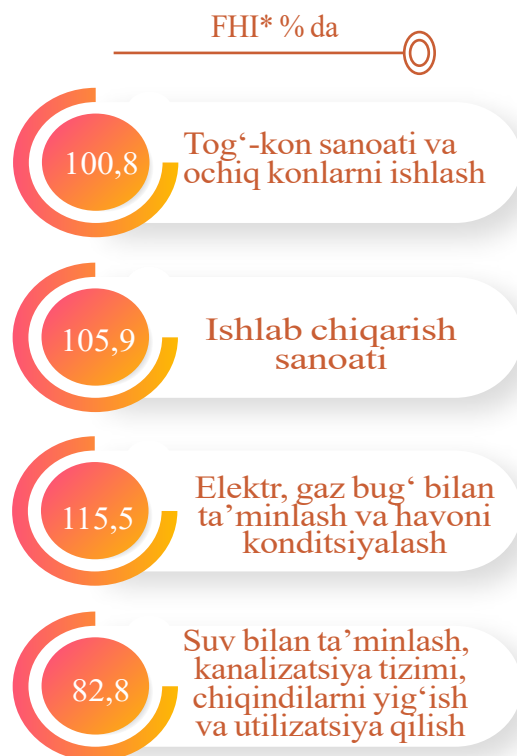 FHI* % da
100,8
Tog‘-kon sanoati va
ochiq konlarni ishlash
105,9
Ishlab chiqarish
sanoati
115,5
Elektr, gaz bug‘ bilan
ta’minlash va havoni
konditsiyalash
82,8
Suv bilan ta’minlash,
kanalizatsiya tizimi,
chiqindilarni yig‘ish
va utilizatsiya qilish